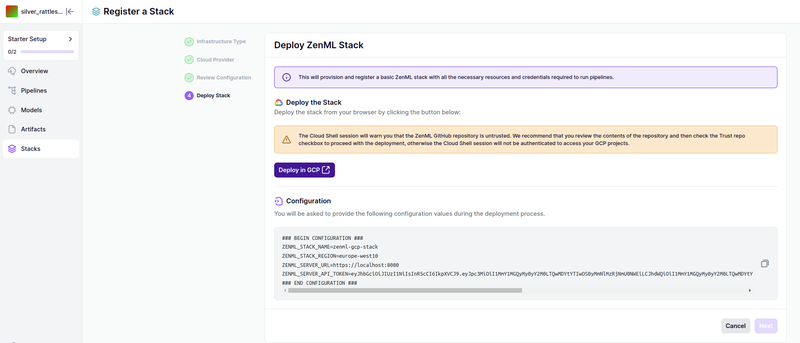 silver_rattles...
Register a Stack
Starter Setup
0/2
Overview
Pipelines
Models
Artifacts
Stacks
Infrastructure Type
Cloud Provider
Review Configuration
4 Deploy Stack
Deploy ZenML Stack
This will provision and register a basic ZenML stack with all the necessary resources and credentials required to run pipelines.
Deploy the Stack
Deploy the stack from your browser by clicking the button below:
The Cloud Shell session will warn you that the ZenML GitHub repository is untrusted. We recommend that you review the contents of the repository and then check the Trust repo
checkbox to proceed with the deployment, otherwise the Cloud Shell session will not be authenticated to access your GCP projects.
Deploy in GCP
Configuration
You will be asked to provide the following configuration values during the deployment process.
### BEGIN CONFIGURATION ###
ZENML_STACK_NAME=zenml-gcp-stack
ZENML_STACK_REGION=europe-west10
ZENML_SERVER_URL=https://localhost:8080
### END CONFIGURATION ###
Cancel
Next